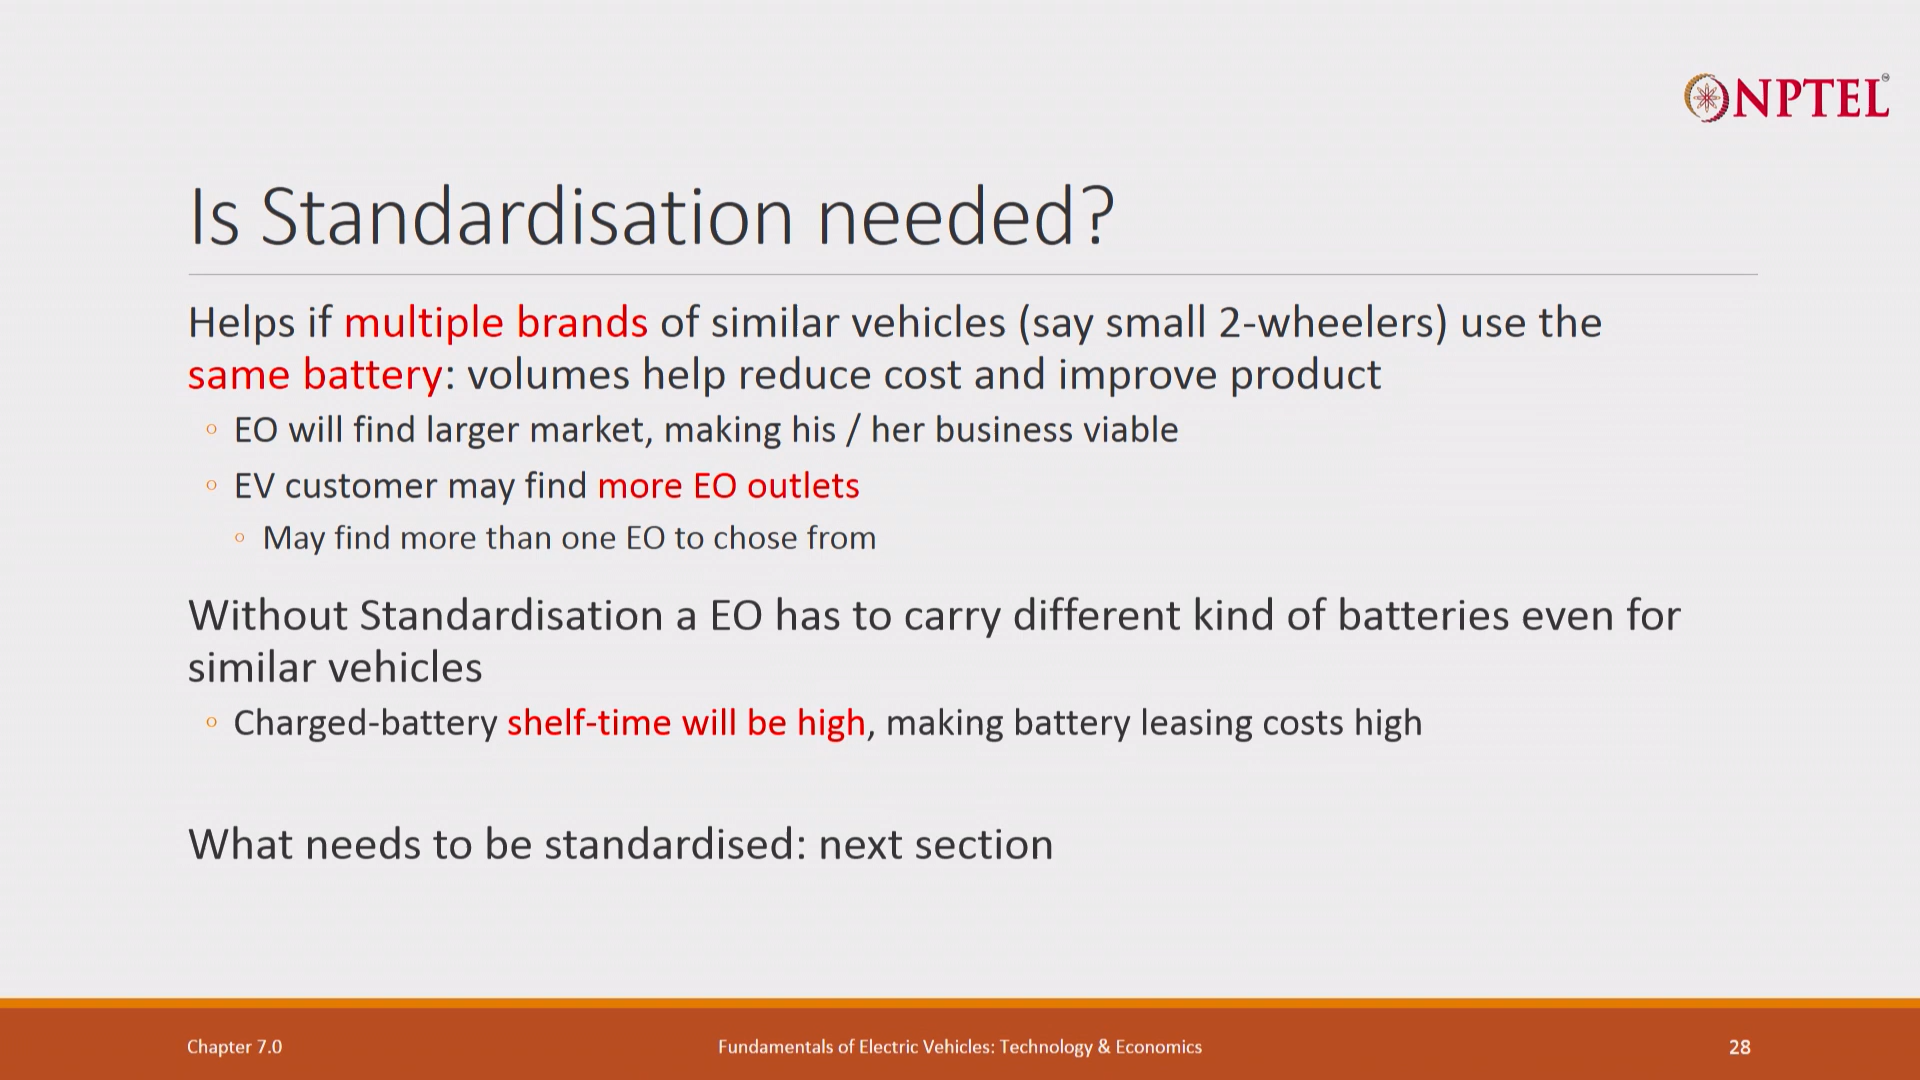 NPTEL
Is Standardisation needed?
Helps if multiple brands of similar vehicles (say small 2-wheelers) use the
same battery: volumes help reduce cost and improve product
◦ EO will find larger market, making his / her business viable
◦ EV customer may find more EO outlets
◦ May find more than one EO to chose from
Without Standardisation a EO has to carry different kind of batteries even for
similar vehicles
◦ Charged-battery shelf-time will be high, making battery leasing costs high
What needs to be standardised: next section
Chapter 7.0
Fundamentals of Electric Vehicles: Technology & Economics
28